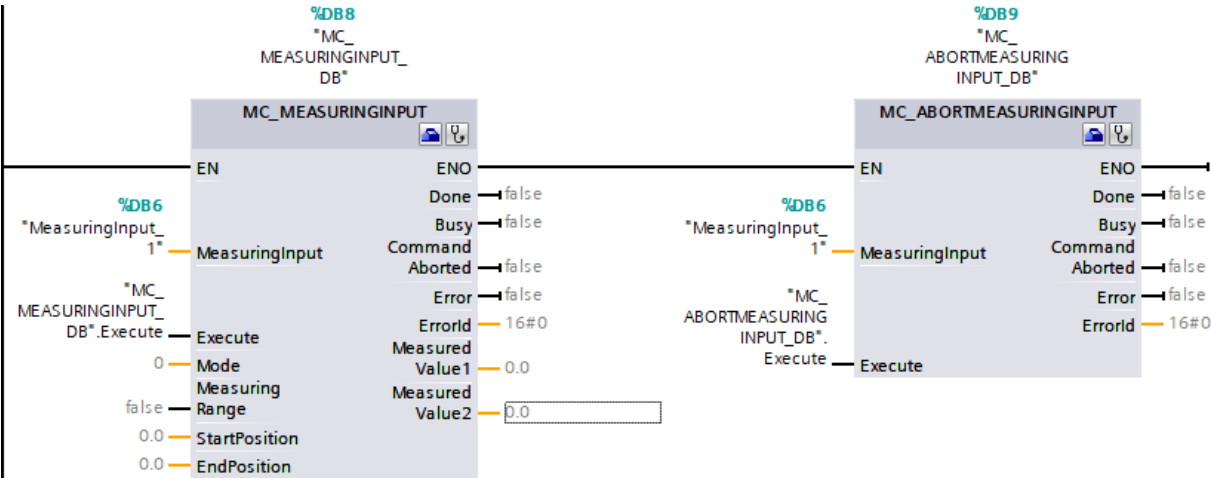 %DB8
"MC_
MEASURINGINPUT_
DB"
MC_MEASURINGINPUT
EN
ENO
Done
false
Busy
false
%DB6
"MeasuringInput_
1"
MeasuringInput
Command
Aborted
false
Error
false
"MC_
MEASURINGINPUT_
DB".Execute
Execute
ErrorId
16#0
0
Mode
Measured
Value1
0.0
false
Measuring
Range
Measured
Value2
0.0
0.0
StartPosition
0.0
EndPosition
%DB9
"MC_
ABORTMEASURING
INPUT_DB"
MC_ABORTMEASURINGINPUT
EN
ENO
Done
false
Busy
false
%DB6
"MeasuringInput_
1"
MeasuringInput
Command
Aborted
false
Error
false
ErrorId
16#0
"MC_
ABORTMEASURING
INPUT_DB".
Execute
Execute